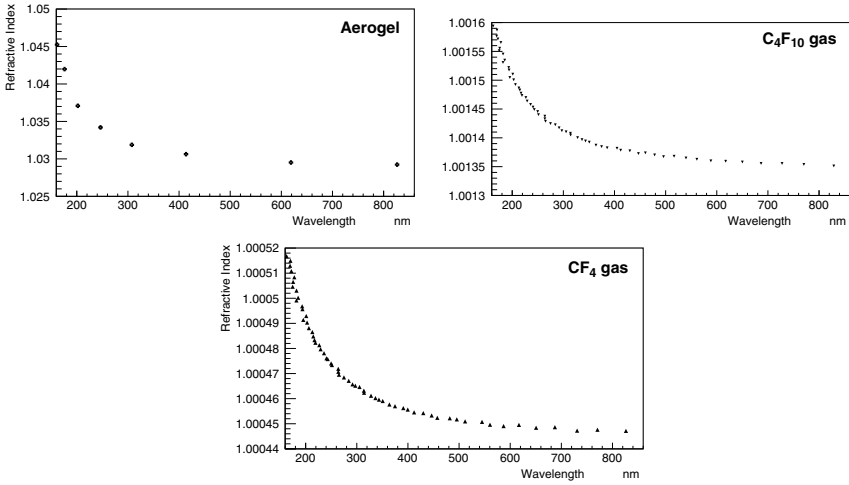 Refractive Index
Aerogel
1.05
1.045
1.04
1.035
1.03
1.025
200 300 400 500 600 700 800
Wavelength nm
C4F10 gas
1.0016
1.00155
1.0015
1.00145
1.0014
1.00135
1.0013
200 300 400 500 600 700 800
Wavelength nm
Refractive Index
CF4 gas
1.00052
1.00051
1.0005
1.00049
1.00048
1.00047
1.00046
1.00045
1.00044
200 300 400 500 600 700 800
Wavelength nm